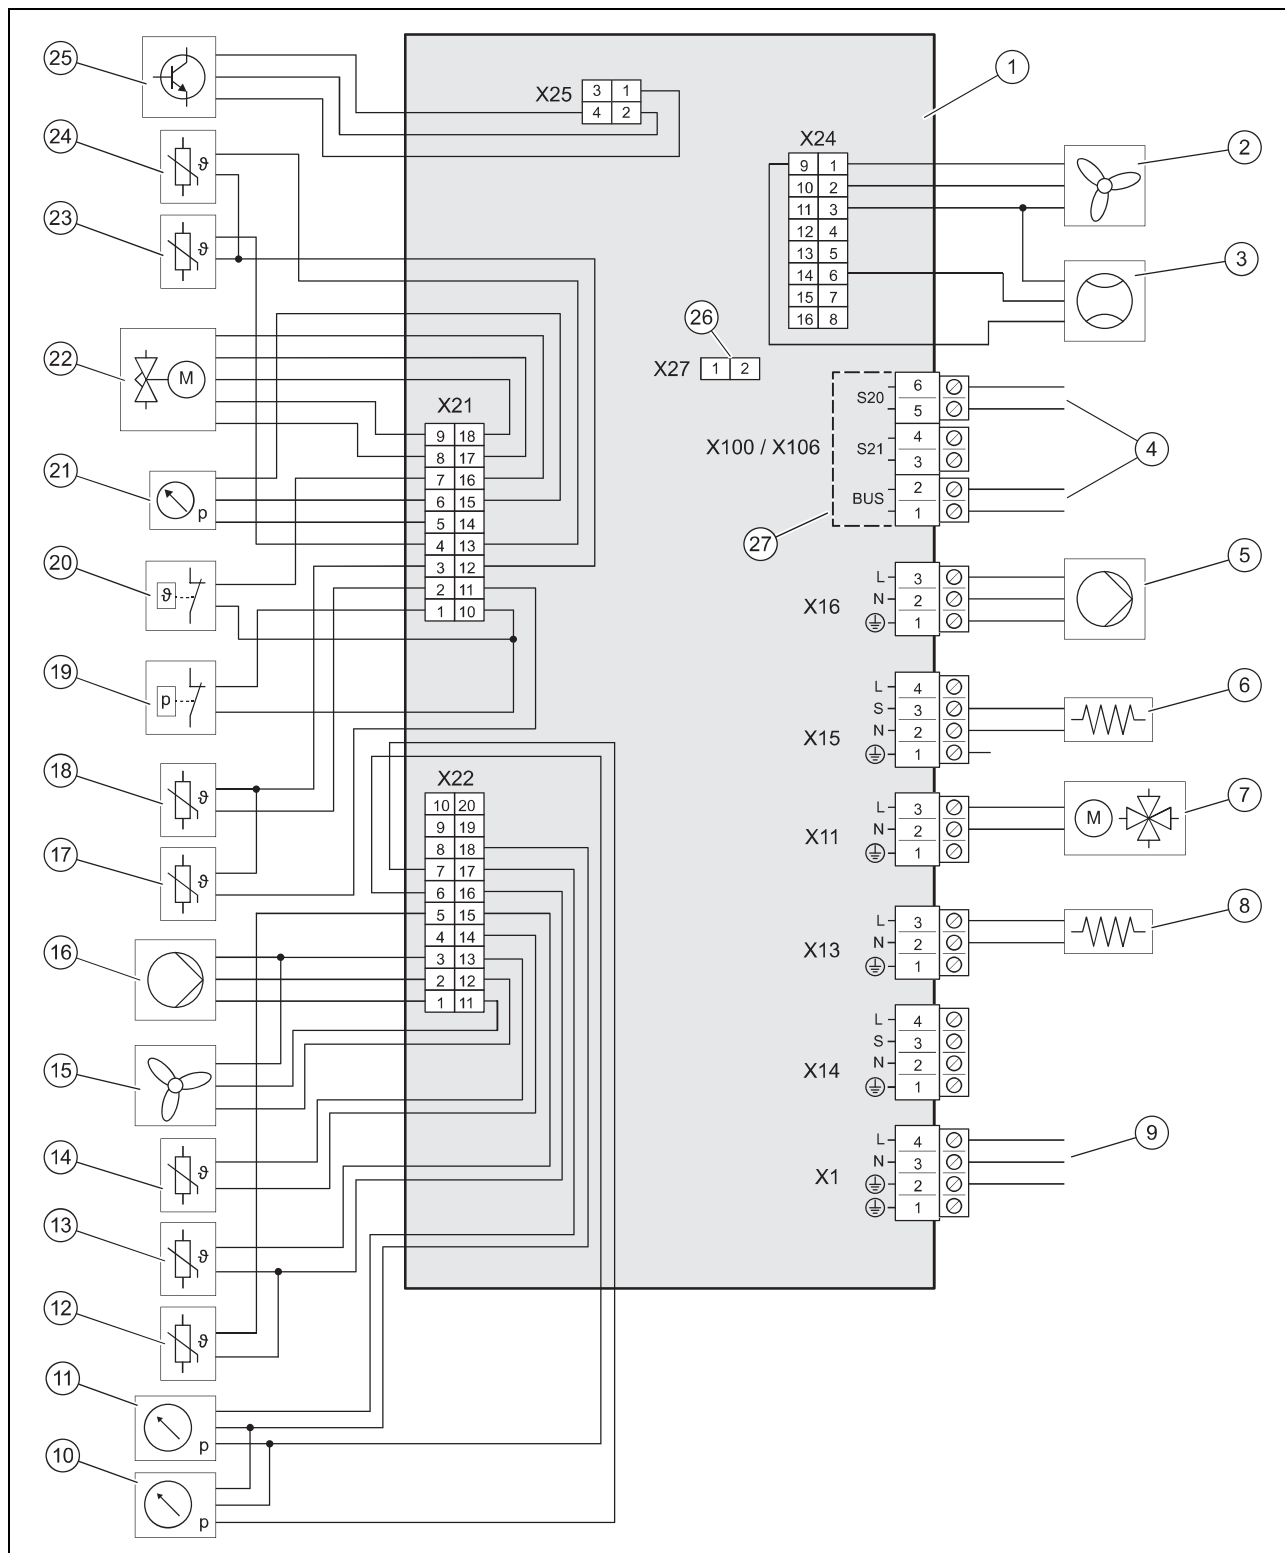 25
24
23
22
21
20
19
18
17
16
15
14
13
12
11
10
ϑ
ϑ
M
p
ϑ
p
ϑ
ϑ
ϑ
ϑ
ϑ
p
p
X25
3 1
4 2
X24
9 1
10 2
11 3
12 4
13 5
14 6
15 7
16 8
26
X27
1 2
X21
9 18
8 17
7 16
6 15
5 14
4 13
3 12
2 11
1 10
X22
10 20
9 19
8 18
7 17
6 16
5 15
4 14
3 13
2 12
1 11
X100 / X106
S20
6
5
S21
4
3
BUS
2
1
27
X16
L 3
N 2
1
X15
L 4
S 3
N 2
1
X11
L 3
N 2
1
M
X13
L 3
N 2
1
X14
L 4
S 3
N 2
1
X1
L 4
N 3
2
1
1
2
3
4
5
6
7
8
9